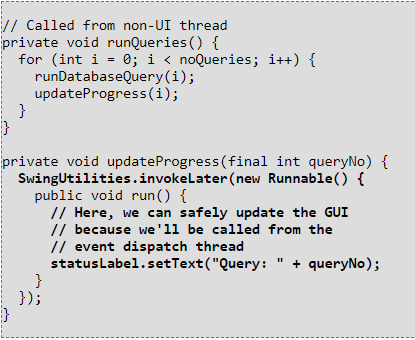 // Called from non-UI thread
private void runQueries() {
  for (int i = 0; i < noQueries; i++) {
    runDatabaseQuery(i);
    updateProgress(i);
  }
}

private void updateProgress(final int queryNo) {
  SwingUtilities.invokeLater(new Runnable() {
    public void run() {
      // Here, we can safely update the GUI
      // because we'll be called from the
      // event dispatch thread
      statusLabel.setText("Query: " + queryNo);
    }
  });
}